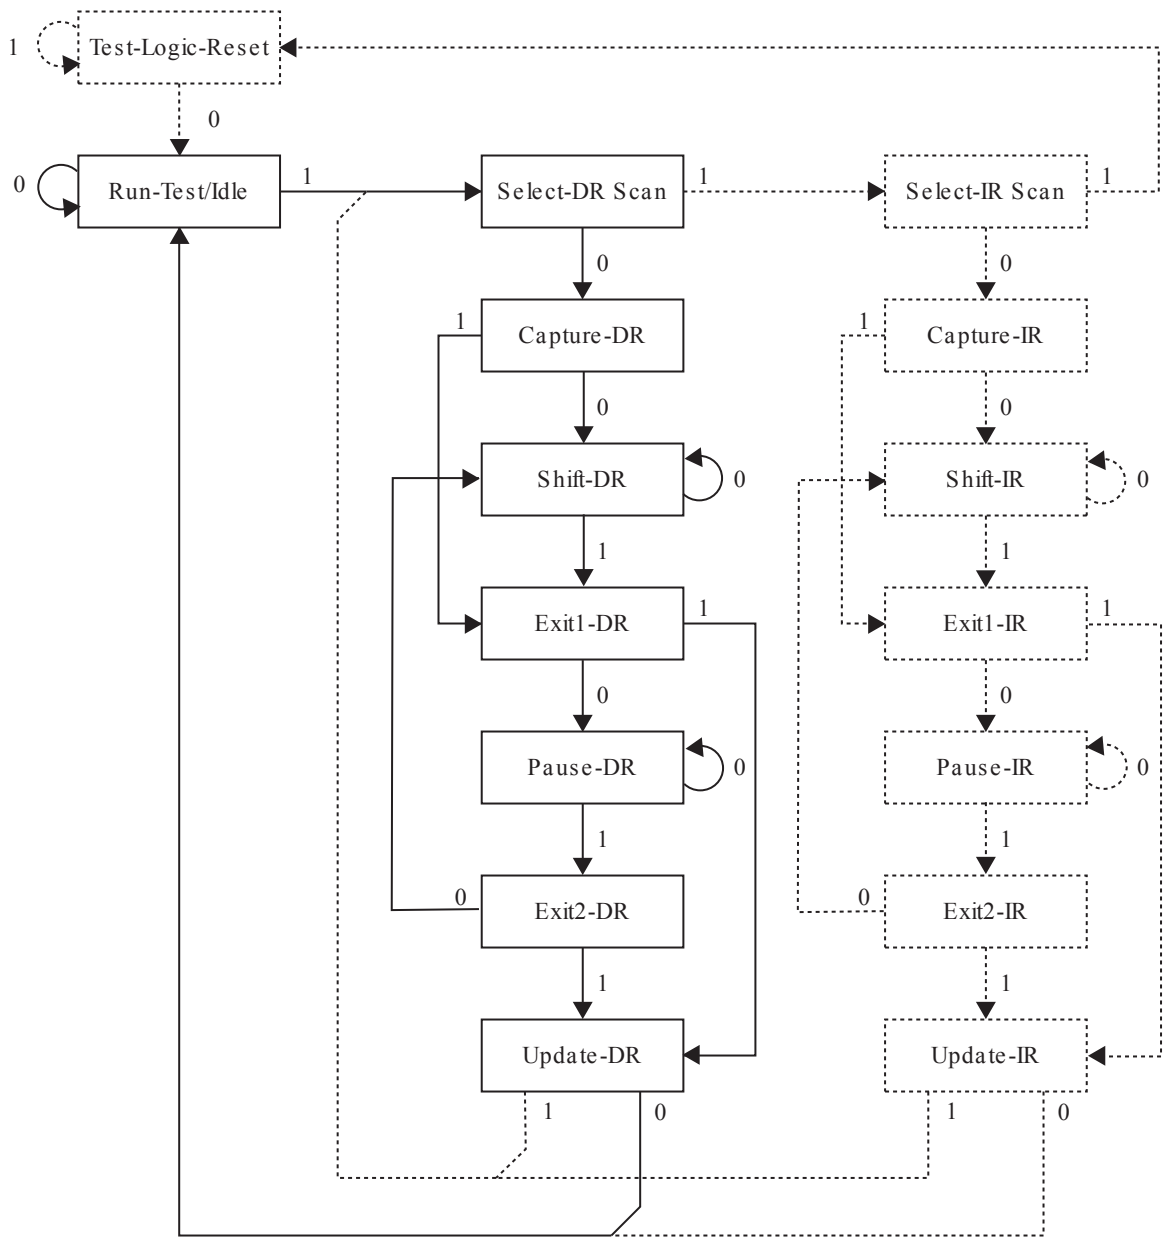 1
Test-Logic-Reset
0
0
Run-Test/Idle
1
Select-DR Scan
1
Select-IR Scan
1
0
0
1
Capture-DR
1
Capture-IR
0
0
Shift-DR
0
Shift-IR
0
1
1
Exit1-DR
1
Exit1-IR
1
0
0
Pause-DR
0
Pause-IR
0
1
1
0
Exit2-DR
0
Exit2-IR
1
1
Update-DR
Update-IR
1
0
1
0